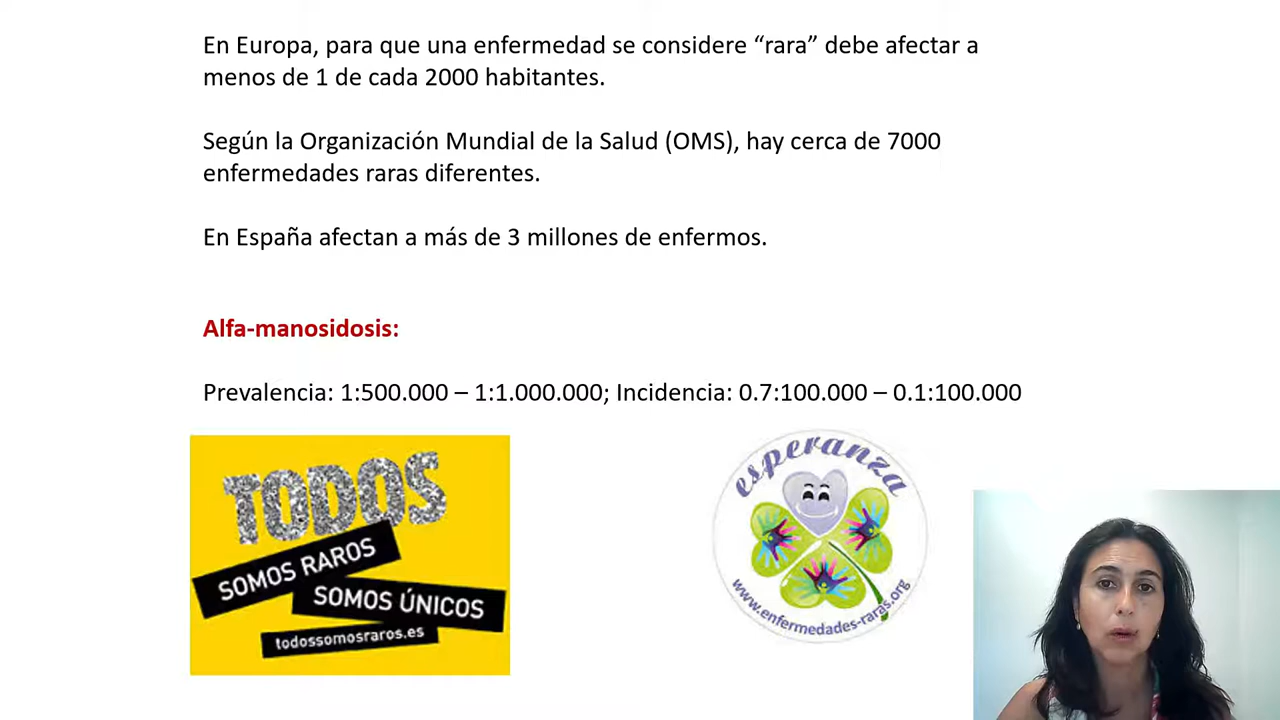 En Europa, para que una enfermedad se considere “rara” debe afectar a
menos de 1 de cada 2000 habitantes.
Según la Organización Mundial de la Salud (OMS), hay cerca de 7000
enfermedades raras diferentes.
En España afectan a más de 3 millones de enfermos.
Alfa-manosidosis:
Prevalencia: 1:500.000 – 1:1.000.000; Incidencia: 0.7:100.000 – 0.1:100.000
TODOS
SOMOS RAROS
SOMOS ÚNICOS
todossomosraros.es
esperanza
www.enfermedades-raras.org